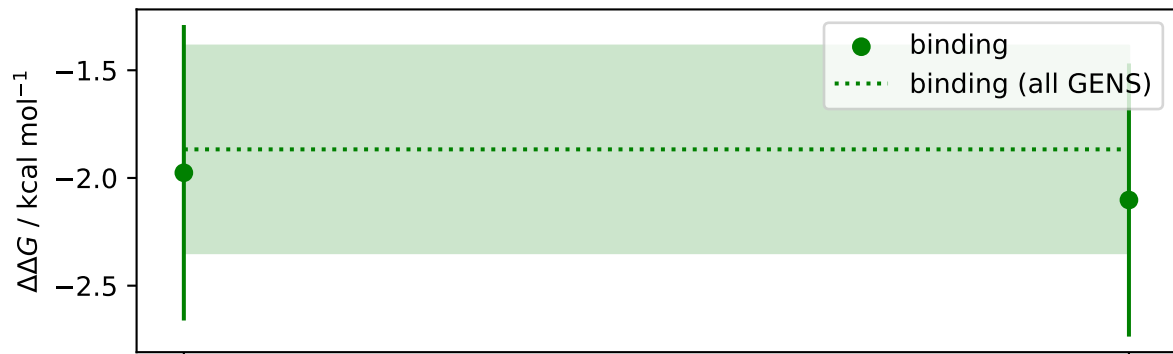 −1.5
−2.0
−2.5
ΔΔG / kcal mol⁻¹
binding
binding (all GENS)